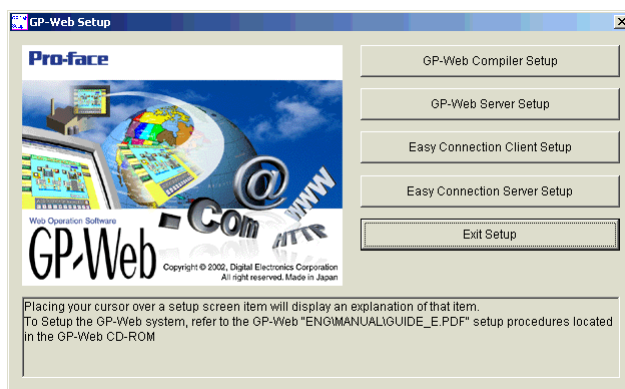 GP-Web Setup
Pro-face
GP-Web Compiler Setup
GP-Web Server Setup
Easy Connection Client Setup
Easy Connection Server Setup
Exit Setup
@
WWW
.Com
HTTP
Web Operation Software
GP-Web
Copyright © 2002, Digital Electronics Corporation
All right reserved. Made in Japan
Placing your cursor over a setup screen item will display an explanation of that item.
To Setup the GP-Web system, refer to the GP-Web "ENG\MANUAL\GUIDE_E.PDF" setup procedures located
in the GP-Web CD-ROM